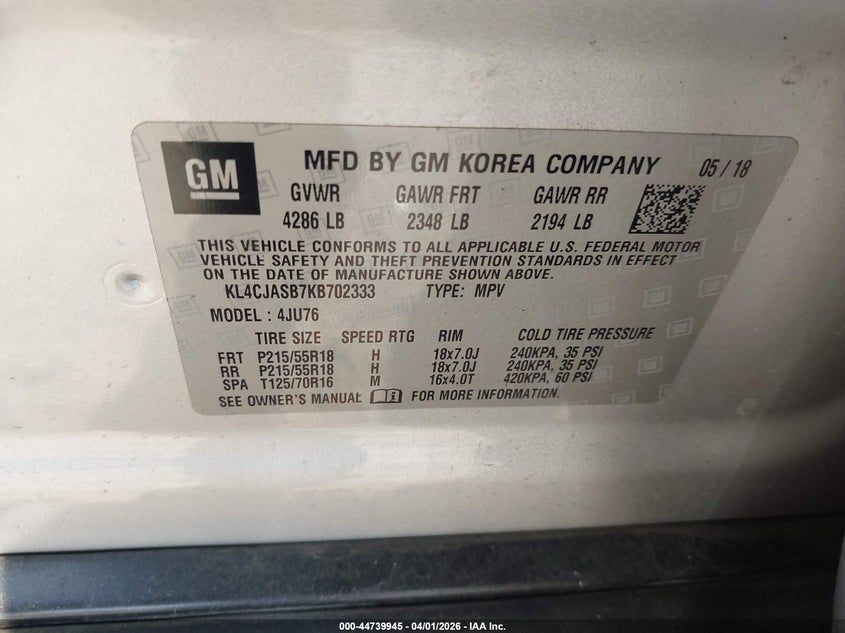 GM
MFD BY GM KOREA COMPANY 05 / 18
GVWR GAWR FRT GAWR RR
4286 LB 2348 LB 2194 LB
THIS VEHICLE CONFORMS TO ALL APPLICABLE U.S. FEDERAL MOTOR
VEHICLE SAFETY AND THEFT PREVENTION STANDARDS IN EFFECT
ON THE DATE OF MANUFACTURE SHOWN ABOVE.
KL4CJASB7KB702333 TYPE: MPV
MODEL : 4JU76
TIRE SIZE SPEED RTG RIM COLD TIRE PRESSURE
FRT P215/55R18 H 18x7.0J 240KPA, 35 PSI
RR P215/55R18 H 18x7.0J 240KPA, 35 PSI
SPA T125/70R16 M 16x4.0T 420KPA, 60 PSI
SEE OWNER'S MANUAL FOR MORE INFORMATION.
000-44739945 - 04/01/2026 - IAA Inc.